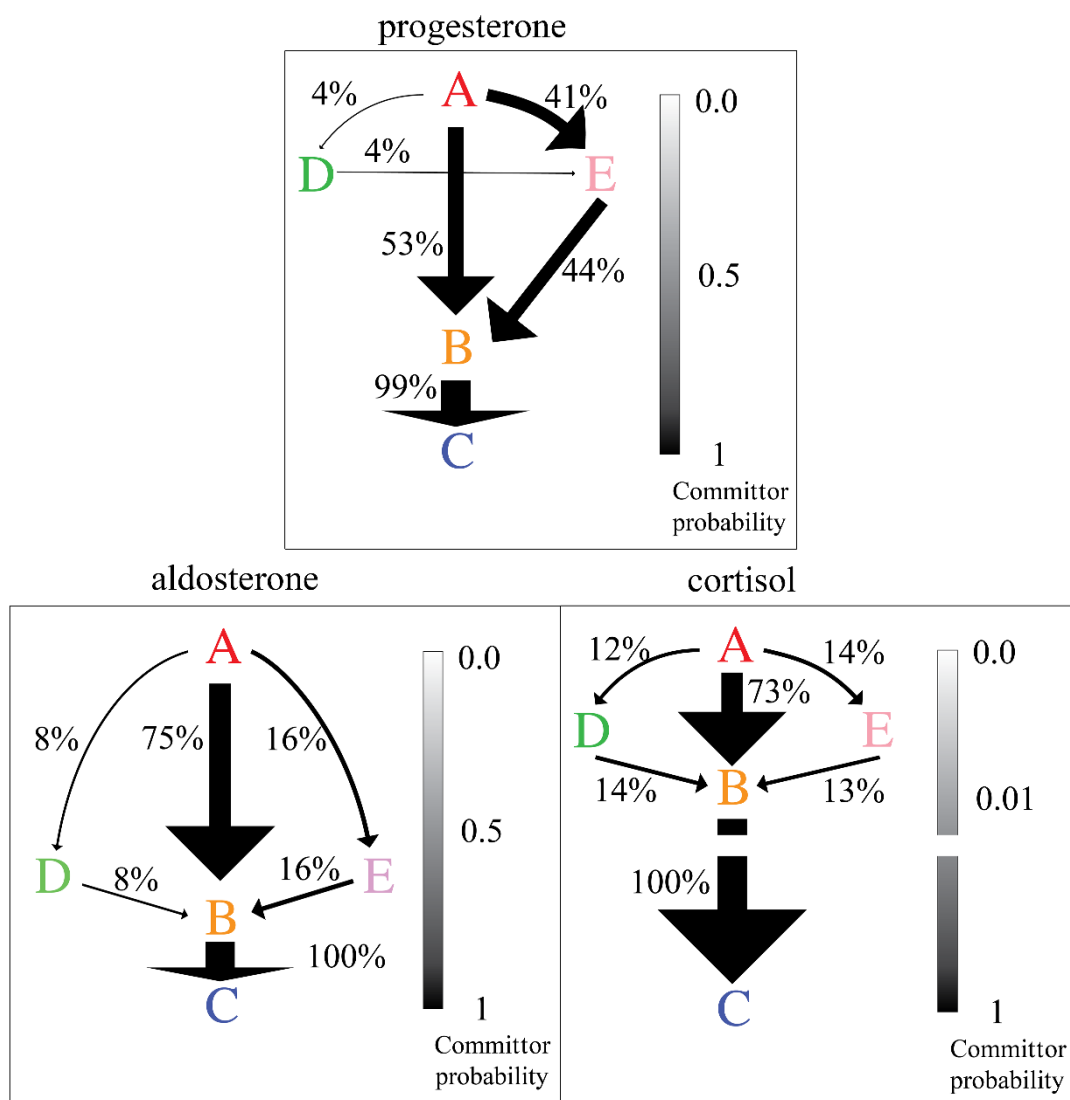 progesterone
A
4%
41%
0.0
D
4%
E
53%
44%
0.5
B
99%
C
1
Committor
probability
aldosterone
A
0.0
8%
75%
16%
0.5
D
8%
16%
E
B
100%
C
1
Committor
probability
cortisol
12%
A
14%
0.0
73%
D
E
14%
B
13%
0.01
100%
C
1
Committor
probability